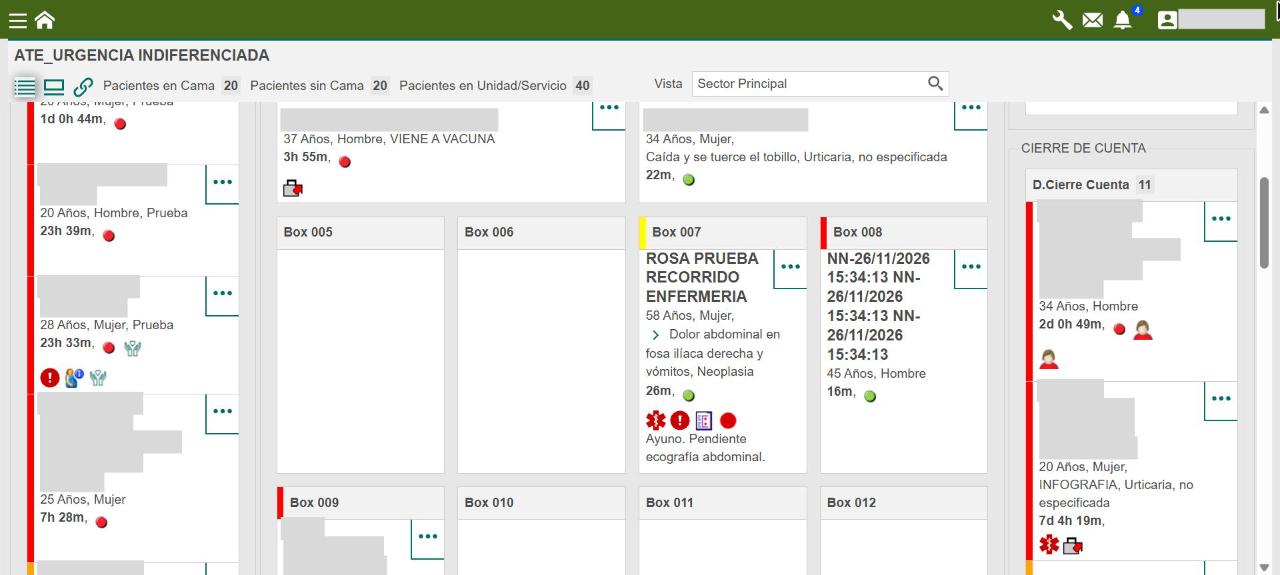 4
ATE_URGENCIA INDIFERENCIADA
Pacientes en Cama 20 Pacientes sin Cama 20 Pacientes en Unidad/Servicio 40
Vista Sector Principal
20 Años, Mujer, Prueba
1d 0h 44m,
20 Años, Hombre, Prueba
23h 39m,
28 Años, Mujer, Prueba
23h 33m,
25 Años, Mujer
7h 28m,
37 Años, Hombre, VIENE A VACUNA
3h 55m,
34 Años, Mujer,
Caída y se tuerce el tobillo, Urticaria, no especificada
22m,
Box 005
Box 006
Box 007
ROSA PRUEBA
RECORRIDO
ENFERMERIA
58 Años, Mujer,
Dolor abdominal en
fosa ilíaca derecha y
vómitos, Neoplasia
26m,
Ayuno. Pendiente
ecografía abdominal.
Box 008
NN-26/11/2026
15:34:13 NN-
26/11/2026
15:34:13 NN-
26/11/2026
15:34:13
45 Años, Hombre
16m,
Box 009
Box 010
Box 011
Box 012
CIERRE DE CUENTA
D.Cierre Cuenta 11
34 Años, Hombre
2d 0h 49m,
20 Años, Mujer,
INFOGRAFIA, Urticaria, no
especificada
7d 4h 19m,